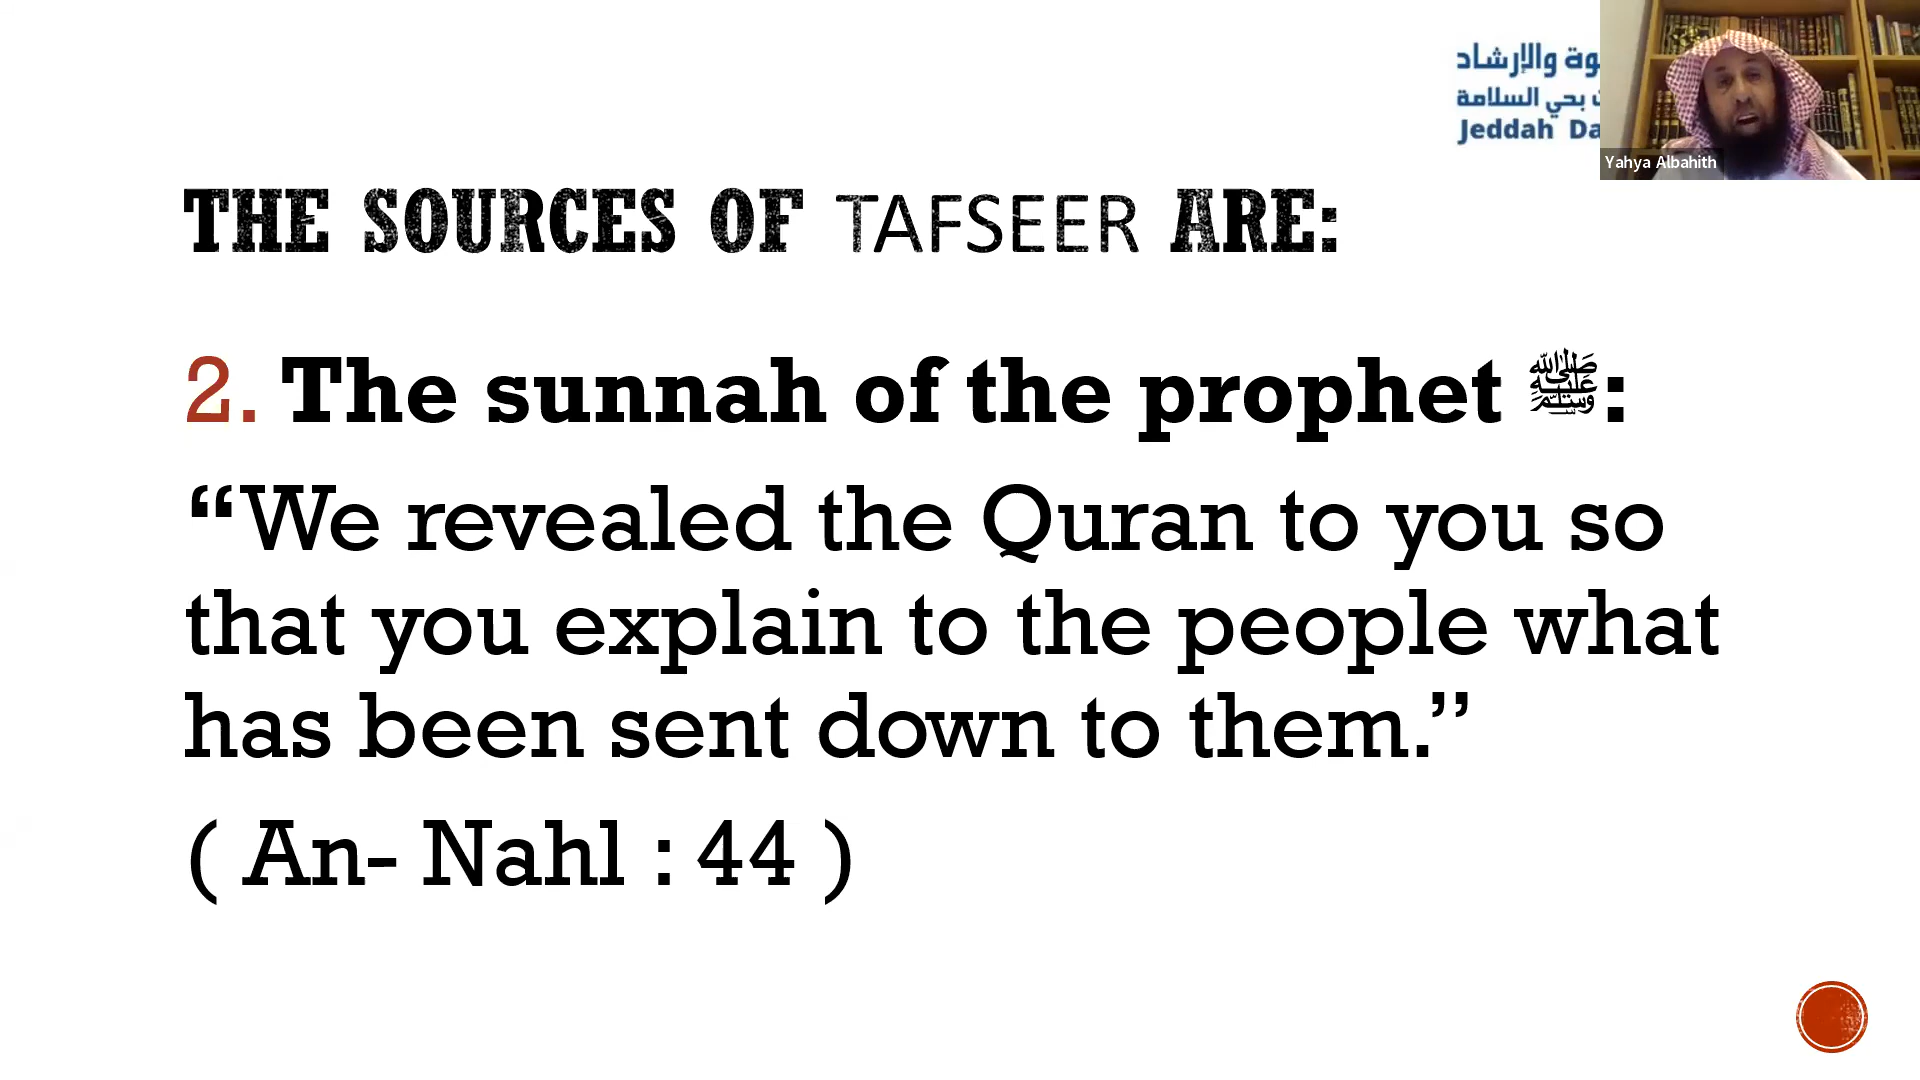 وة والإرشاد
بحي السلامة
Jeddah Da
Yahya Albahith
THE SOURCES OF TAFSEER ARE:
2. The sunnah of the prophet ﷺ:
“We revealed the Quran to you so
that you explain to the people what
has been sent down to them.”
( An- Nahl : 44 )